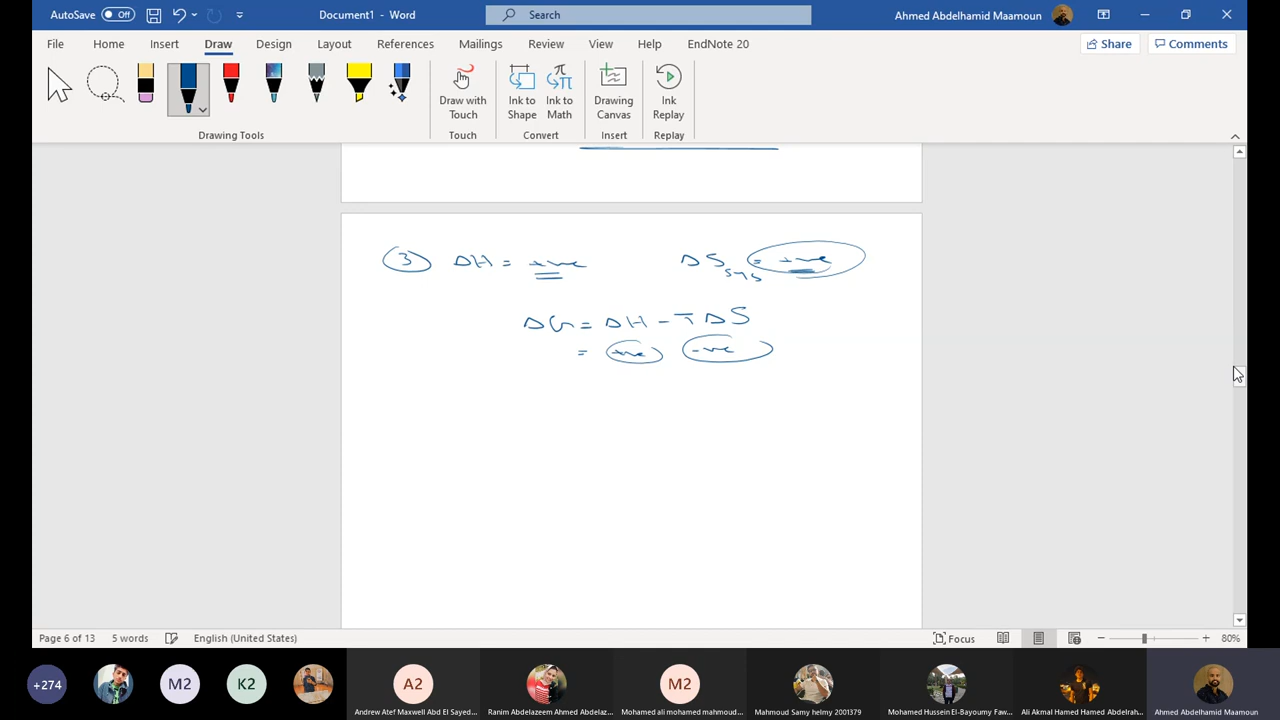 AutoSave Off Document1 - Word Search Ahmed Abdelhamid Maamoun
File Home Insert Draw Design Layout References Mailings Review View Help EndNote 20 Share Comments
Draw with Touch Ink to Shape Ink to Math Drawing Canvas Ink Replay
Drawing Tools Touch Convert Insert Replay
3 ΔH = +ve ΔS sys = +ve
ΔG = ΔH - TΔS
= +ve -ve
Page 6 of 13 5 words English (United States) Focus 80%
+274 M2 K2 A2 M2
Andrew Atef Maxwell Abd El Sayed... Ranim Abdelazeem Ahmed Abdelaz... Mohamed ali mohamed mahmoud... Mahmoud Samy helmy 2001379 Mohamed Hussein El-Bayoumy Faw... Ali Akmal Hamed Hamed Abdelrah... Ahmed Abdelhamid Maamoun